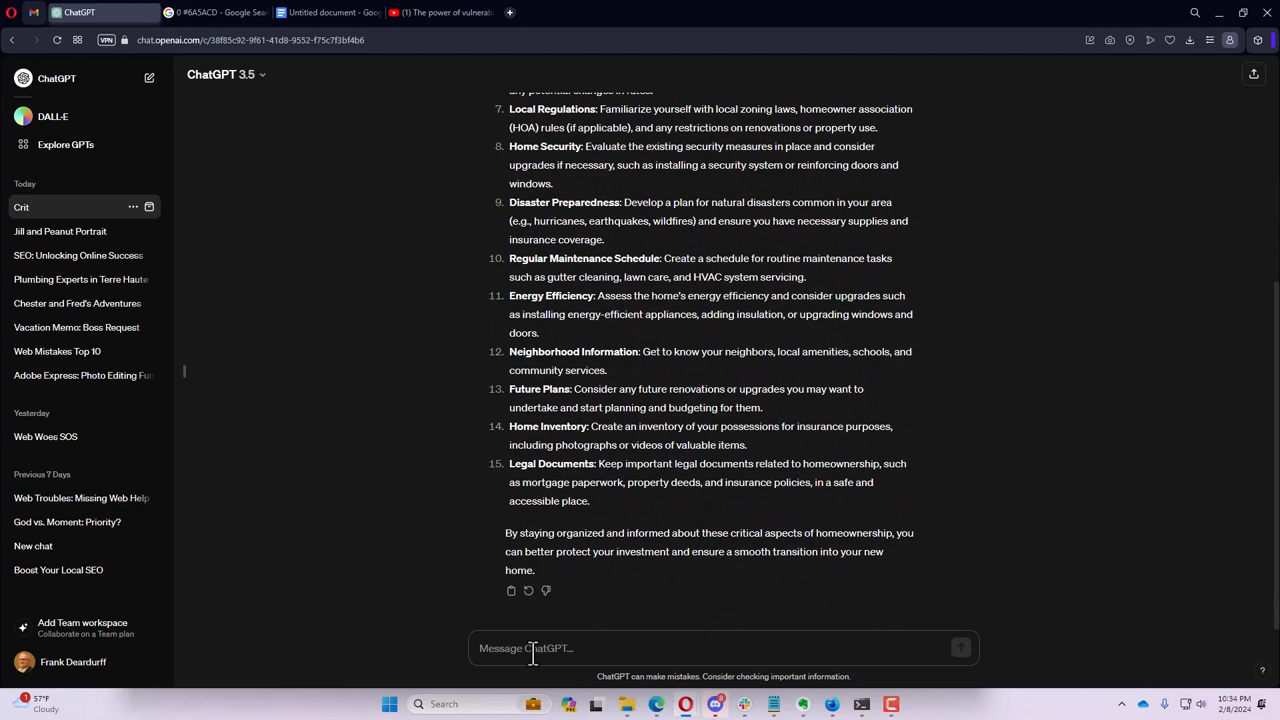 ChatGPT
0 #6A5ACD - Google Sea
Untitled document - Goog
(1) The power of vulnerab
VPN
chat.openai.com/c/38f85c92-9f61-41d8-9552-f75c7f3bf4b6
ChatGPT
DALL·E
Explore GPTs
Today
Crit
Jill and Peanut Portrait
SEO: Unlocking Online Success
Plumbing Experts in Terre Haute
Chester and Fred's Adventures
Vacation Memo: Boss Request
Web Mistakes Top 10
Adobe Express: Photo Editing Fun
Yesterday
Web Woes SOS
Previous 7 Days
Web Troubles: Missing Web Help
God vs. Moment: Priority?
New chat
Boost Your Local SEO
Add Team workspace
Collaborate on a Team plan
Frank Deardurff
ChatGPT 3.5
any potential changes in rates.
7. Local Regulations: Familiarize yourself with local zoning laws, homeowner association
(HOA) rules (if applicable), and any restrictions on renovations or property use.
8. Home Security: Evaluate the existing security measures in place and consider
upgrades if necessary, such as installing a security system or reinforcing doors and
windows.
9. Disaster Preparedness: Develop a plan for natural disasters common in your area
(e.g., hurricanes, earthquakes, wildfires) and ensure you have necessary supplies and
insurance coverage.
10. Regular Maintenance Schedule: Create a schedule for routine maintenance tasks
such as gutter cleaning, lawn care, and HVAC system servicing.
11. Energy Efficiency: Assess the home's energy efficiency and consider upgrades such
as installing energy-efficient appliances, adding insulation, or upgrading windows and
doors.
12. Neighborhood Information: Get to know your neighbors, local amenities, schools, and
community services.
13. Future Plans: Consider any future renovations or upgrades you may want to
undertake and start planning and budgeting for them.
14. Home Inventory: Create an inventory of your possessions for insurance purposes,
including photographs or videos of valuable items.
15. Legal Documents: Keep important legal documents related to homeownership, such
as mortgage paperwork, property deeds, and insurance policies, in a safe and
accessible place.
By staying organized and informed about these critical aspects of homeownership, you
can better protect your investment and ensure a smooth transition into your new
home.
Message ChatGPT...
ChatGPT can make mistakes. Consider checking important information.
?
57°F
Cloudy
Search
10:34 PM
2/8/2024